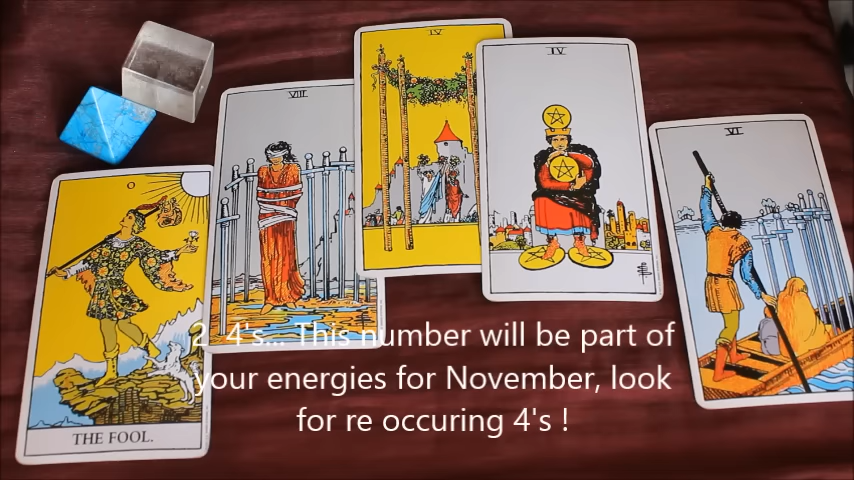 IV
IV
VIII
VI
0
THE FOOL.
2 4's... This number will be part of
your energies for November, look
for re occuring 4's !